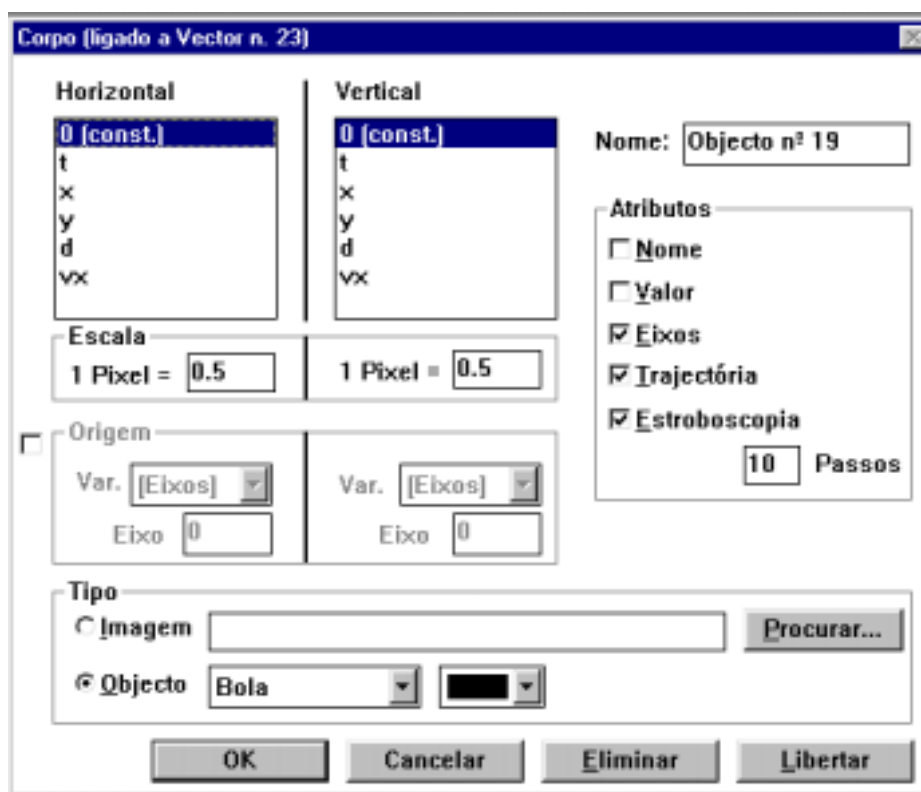 Corpo (ligado a Vector n. 23)
Horizontal
0 (const.)
t
x
y
d
vx
Vertical
0 (const.)
t
x
y
d
vx
Nome: Objecto nº 19
Atributos
Nome
Valor
Eixos
Trajectória
Estroboscopia
10 Passos
Escala
1 Pixel = 0.5
1 Pixel = 0.5
Origem
Var. [Eixos]
Eixo 0
Var. [Eixos]
Eixo 0
Tipo
Imagem
Procurar...
Objecto Bola
OK Cancelar Eliminar Libertar